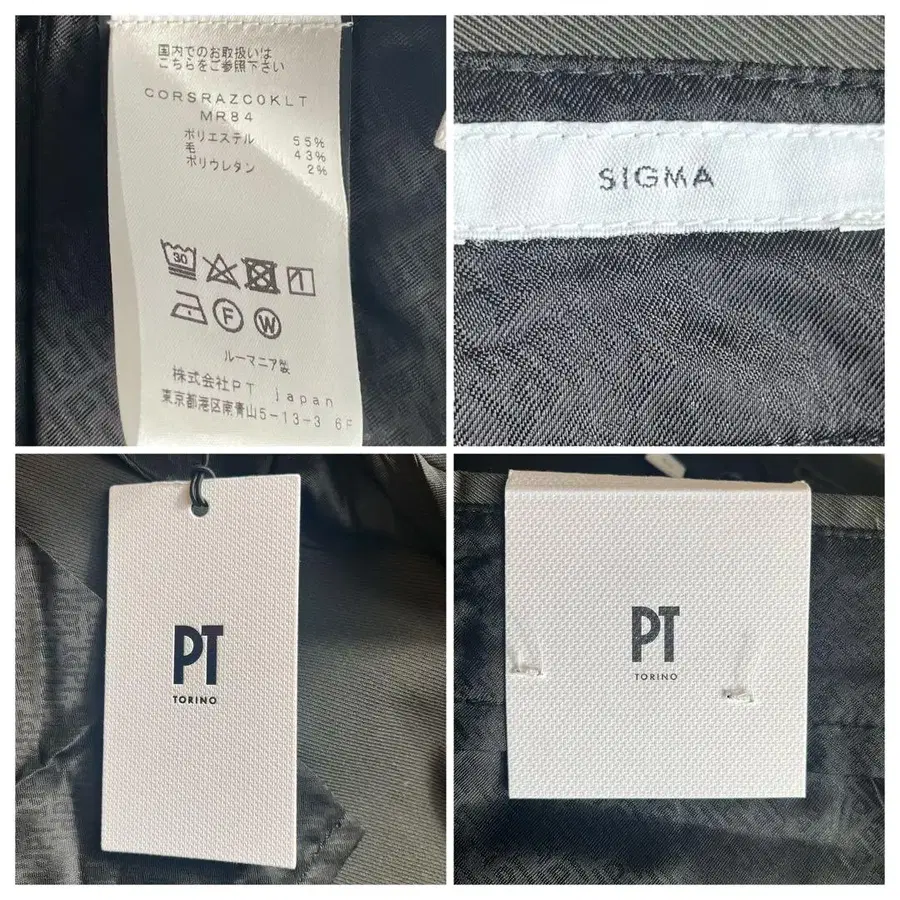 国内でのお取扱いは
こちらをご参照下さい
CORSRAZC0KLT
MR84
ポリエステル 55%
毛 43%
ポリウレタン 2%
30
F W
ルーマニア製
株式会社PT japan
東京都港区南青山5-13-3 6F
SIGMA
PT
TORINO
PT
TORINO